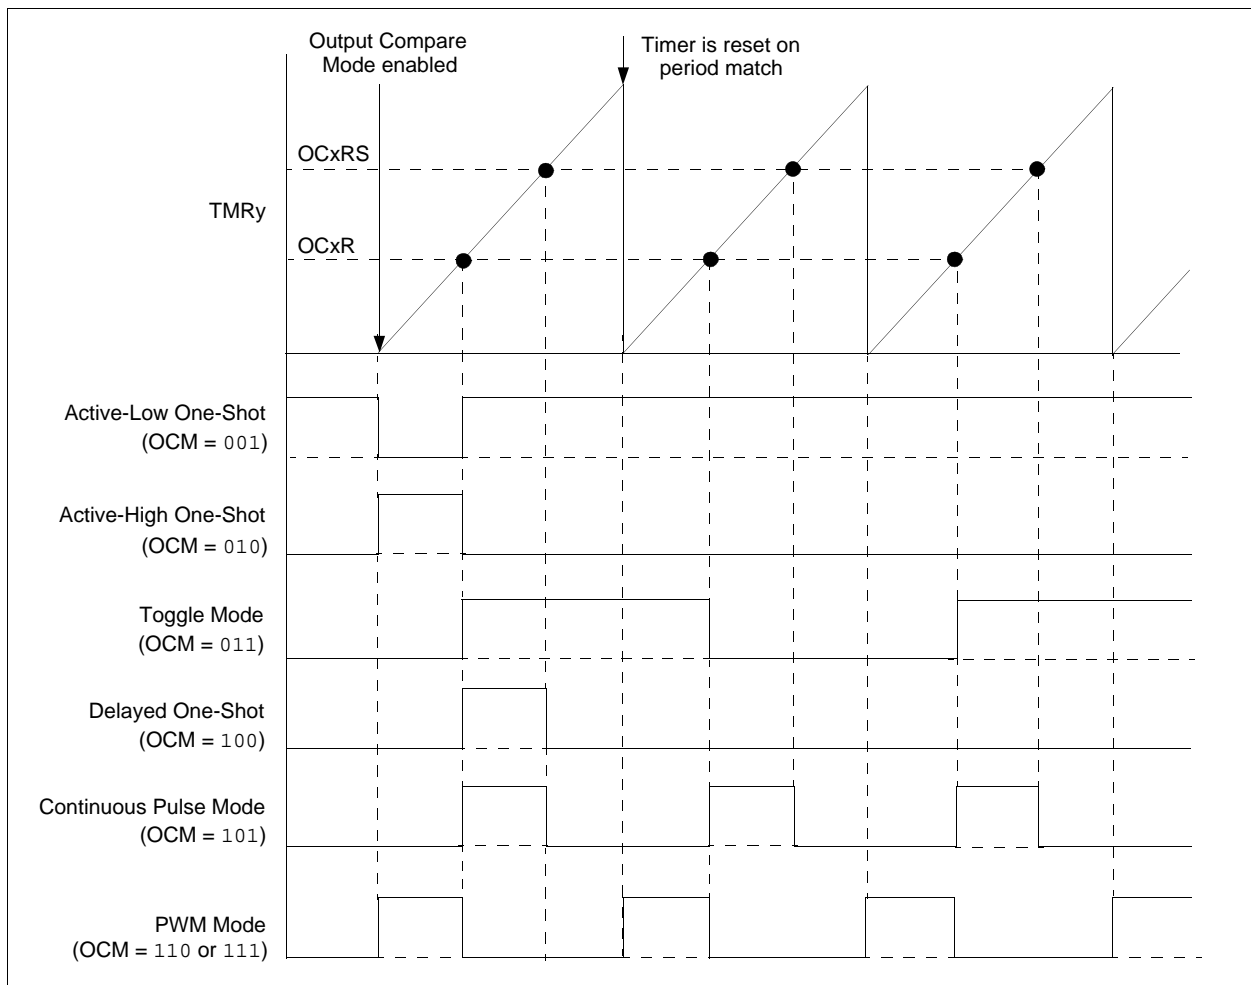 Output Compare
Mode enabled
Timer is reset on
period match
OCxRS
TMRy
OCxR
Active-Low One-Shot
(OCM = 001)
Active-High One-Shot
(OCM = 010)
Toggle Mode
(OCM = 011)
Delayed One-Shot
(OCM = 100)
Continuous Pulse Mode
(OCM = 101)
PWM Mode
(OCM = 110 or 111)